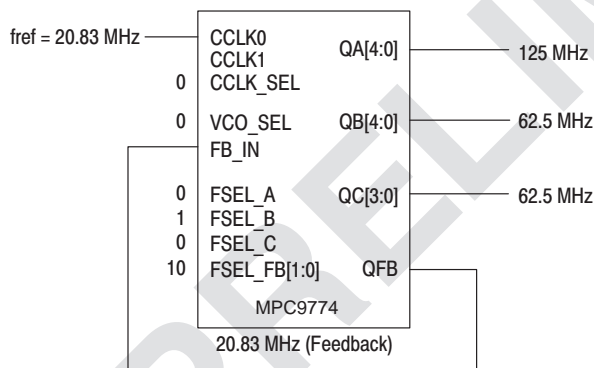 fref = 20.83 MHz CCLK0 QA[4:0] 125 MHz
CCLK1
0 CCLK_SEL
0 VCO_SEL QB[4:0] 62.5 MHz
FB_IN
0 FSEL_A QC[3:0] 62.5 MHz
1 FSEL_B
0 FSEL_C
10 FSEL_FB[1:0] QFB
MPC9774
20.83 MHz (Feedback)